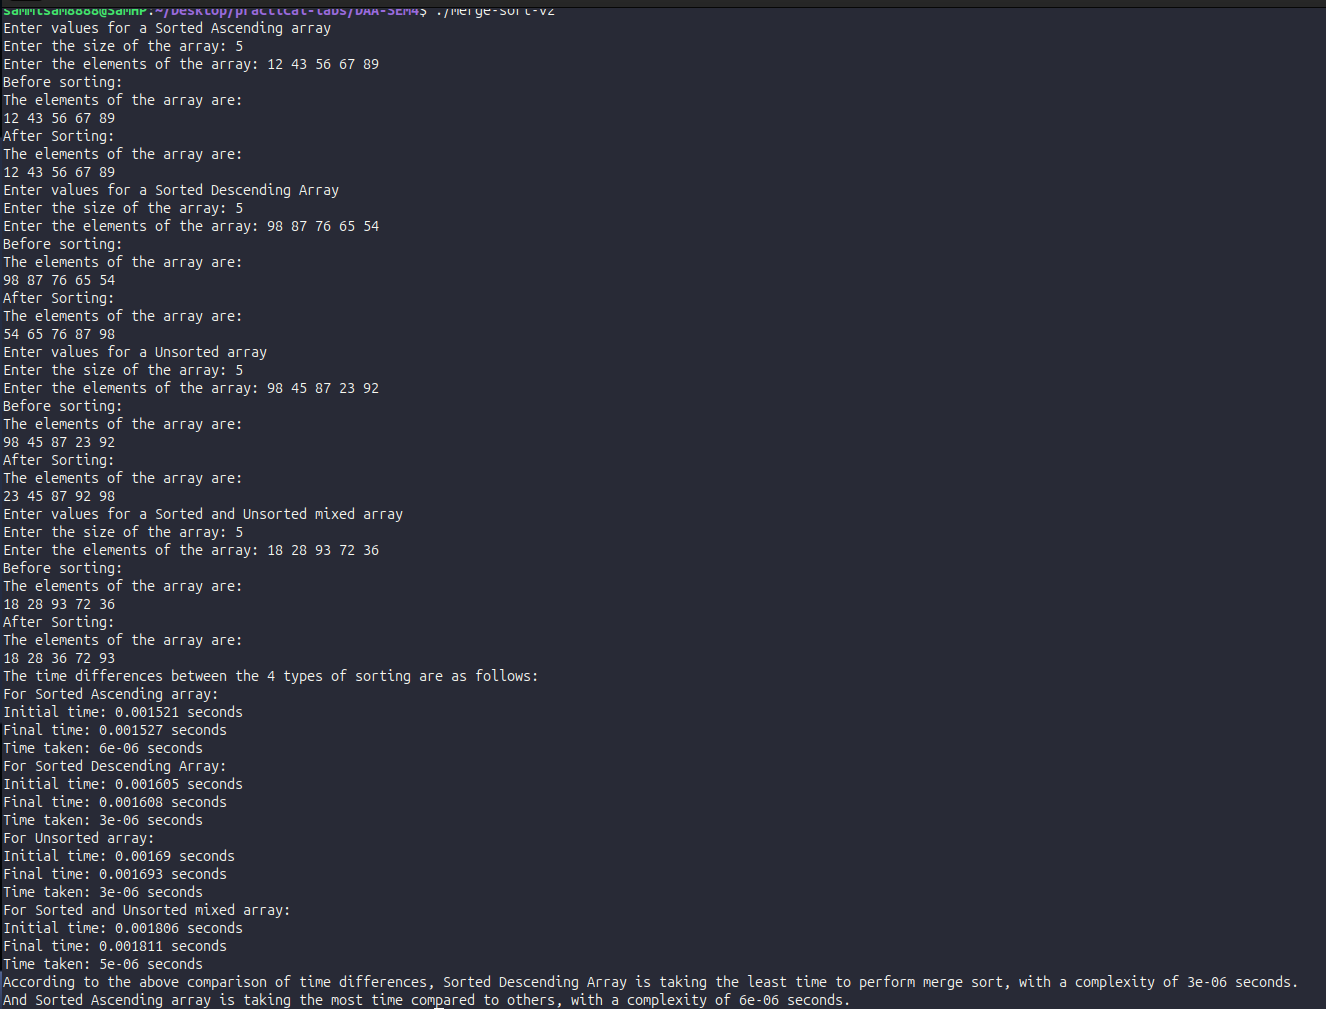 sammitsam8888@SamHP:~/Desktop/practical-labs/DAA-SEM4$ ./merge-sort-v2
Enter values for a Sorted Ascending array
Enter the size of the array: 5
Enter the elements of the array: 12 43 56 67 89
Before sorting:
The elements of the array are:
12 43 56 67 89
After Sorting:
The elements of the array are:
12 43 56 67 89
Enter values for a Sorted Descending Array
Enter the size of the array: 5
Enter the elements of the array: 98 87 76 65 54
Before sorting:
The elements of the array are:
98 87 76 65 54
After Sorting:
The elements of the array are:
54 65 76 87 98
Enter values for a Unsorted array
Enter the size of the array: 5
Enter the elements of the array: 98 45 87 23 92
Before sorting:
The elements of the array are:
98 45 87 23 92
After Sorting:
The elements of the array are:
23 45 87 92 98
Enter values for a Sorted and Unsorted mixed array
Enter the size of the array: 5
Enter the elements of the array: 18 28 93 72 36
Before sorting:
The elements of the array are:
18 28 93 72 36
After Sorting:
The elements of the array are:
18 28 36 72 93
The time differences between the 4 types of sorting are as follows:
For Sorted Ascending array:
Initial time: 0.001521 seconds
Final time: 0.001527 seconds
Time taken: 6e-06 seconds
For Sorted Descending Array:
Initial time: 0.001605 seconds
Final time: 0.001608 seconds
Time taken: 3e-06 seconds
For Unsorted array:
Initial time: 0.00169 seconds
Final time: 0.001693 seconds
Time taken: 3e-06 seconds
For Sorted and Unsorted mixed array:
Initial time: 0.001806 seconds
Final time: 0.001811 seconds
Time taken: 5e-06 seconds
According to the above comparison of time differences, Sorted Descending Array is taking the least time to perform merge sort, with a complexity of 3e-06 seconds.
And Sorted Ascending array is taking the most time compared to others, with a complexity of 6e-06 seconds.